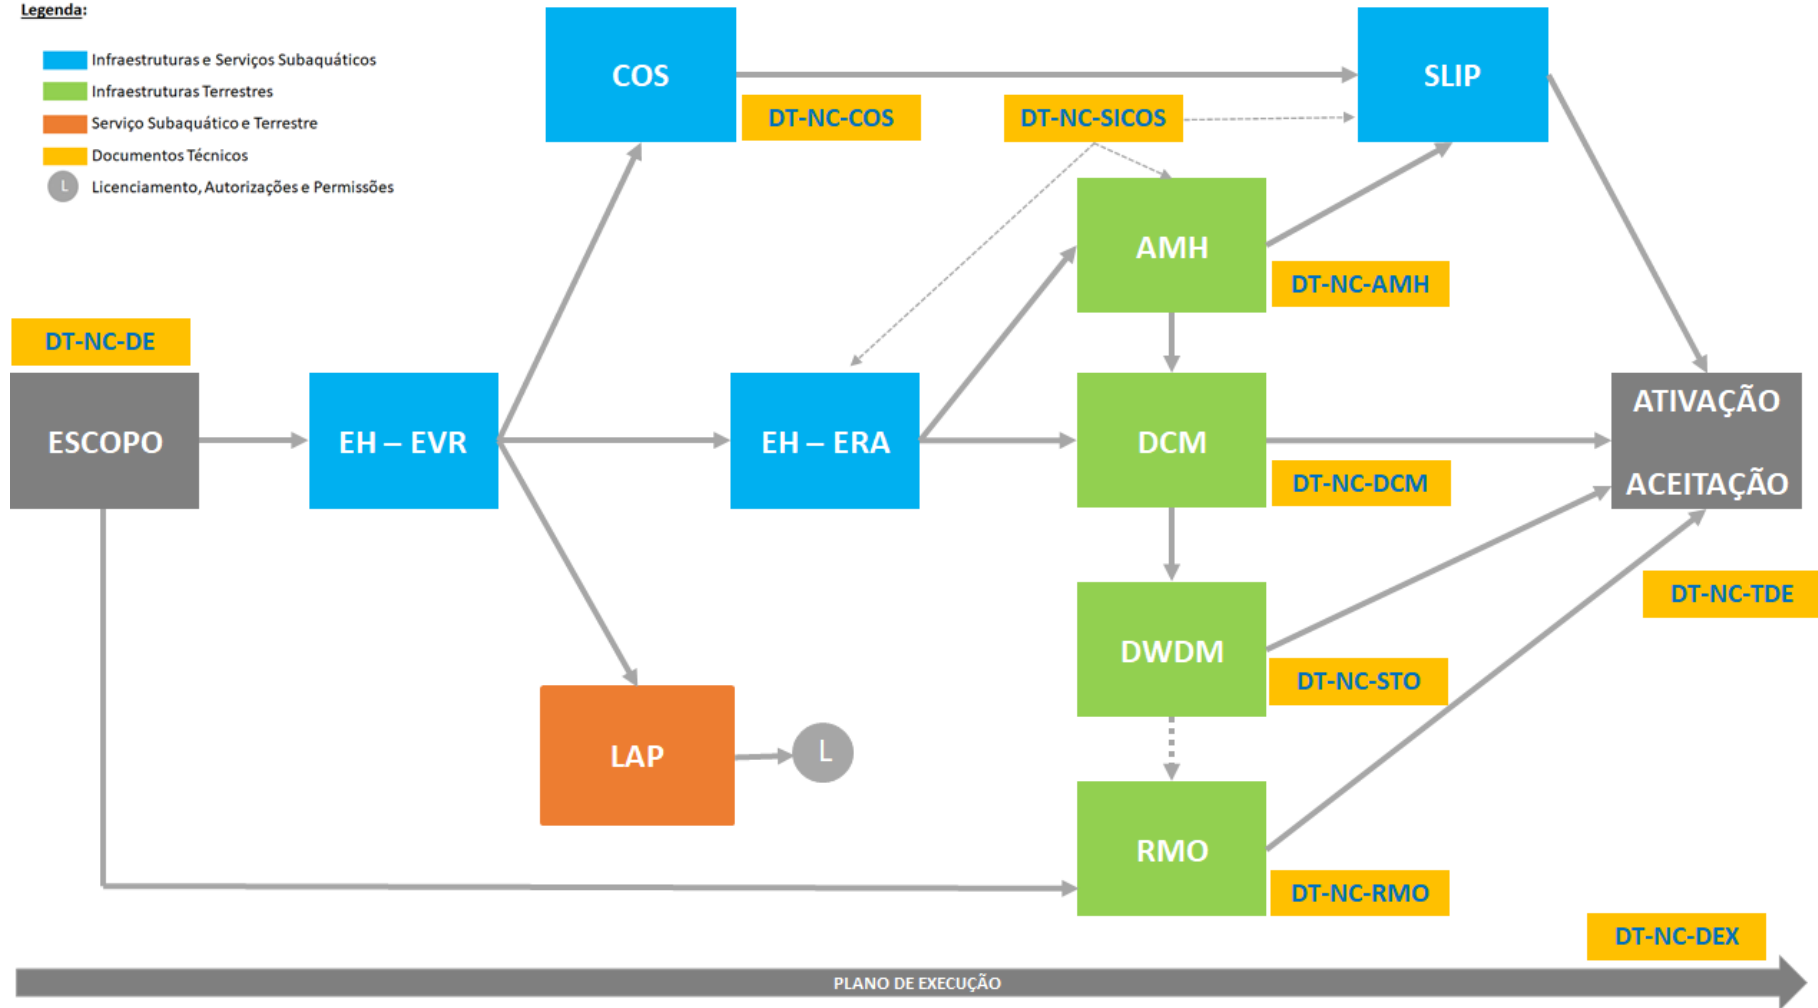 Legenda:
Infraestruturas e Serviços Subaquáticos
Infraestruturas Terrestres
Serviço Subaquático e Terrestre
Documentos Técnicos
L
Licenciamento, Autorizações e Permissões
COS
SLIP
DT-NC-COS
DT-NC-SICOS
AMH
DT-NC-AMH
DT-NC-DE
ESCOPO
EH – EVR
EH – ERA
DCM
ATIVAÇÃO
ACEITAÇÃO
DT-NC-DCM
DWDM
DT-NC-TDE
DT-NC-STO
LAP
L
RMO
DT-NC-RMO
DT-NC-DEX
PLANO DE EXECUÇÃO